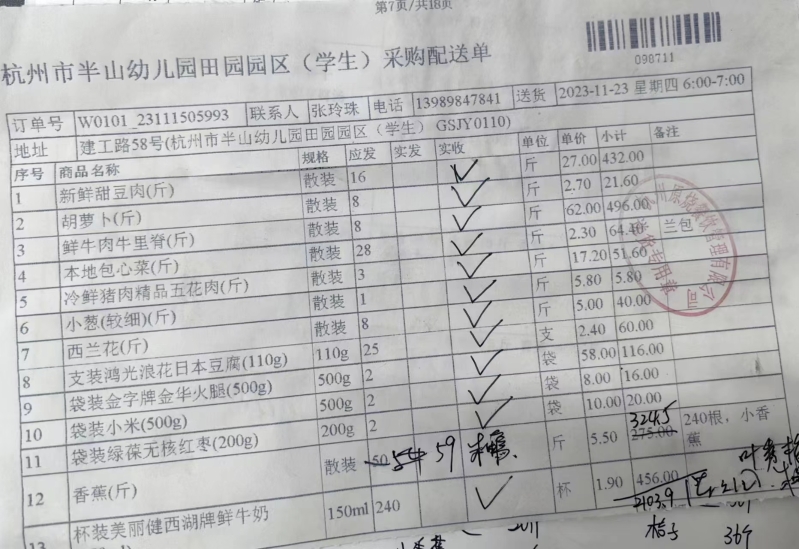 第7页/共18页
098711
杭州市半山幼儿园田园园区（学生）采购配送单
订单号 W0101_23111505993 联系人 张玲珠 电话 13989847841 送货 2023-11-23 星期四 6:00-7:00
地址 建工路58号(杭州市半山幼儿园田园园区（学生） GSJY0110)
序号 商品名称 规格 应发 实发 实收 单位 单价 小计 备注
1 新鲜甜豆肉(斤) 散装 16 ✓ 斤 27.00 432.00
2 胡萝卜(斤) 散装 8 ✓ 斤 2.70 21.60
3 鲜牛肉牛里脊(斤) 散装 8 ✓ 斤 62.00 496.00
4 本地包心菜(斤) 散装 28 ✓ 斤 2.30 64.40 兰包
5 冷鲜猪肉精品五花肉(斤) 散装 3 ✓ 斤 17.20 51.60
6 小葱(较细)(斤) 散装 1 ✓ 斤 5.80 5.80
7 西兰花(斤) 散装 8 ✓ 斤 5.00 40.00
8 支装鸿光浪花日本豆腐(110g) 110g 25 ✓ 支 2.40 60.00
9 袋装金字牌金华火腿(500g) 500g 2 ✓ 袋 58.00 116.00
10 袋装小米(500g) 500g 2 ✓ 袋 8.00 16.00
11 袋装绿葆无核红枣(200g) 200g 2 ✓ 袋 10.00 20.00
12 香蕉(斤) 散装 50 54 59 斤 5.50 275.00 324.5 240根，小香蕉
13 杯装美丽健西湖牌鲜牛奶 150ml 240 ✓ 杯 1.90 456.00
2103.9
桔子 369